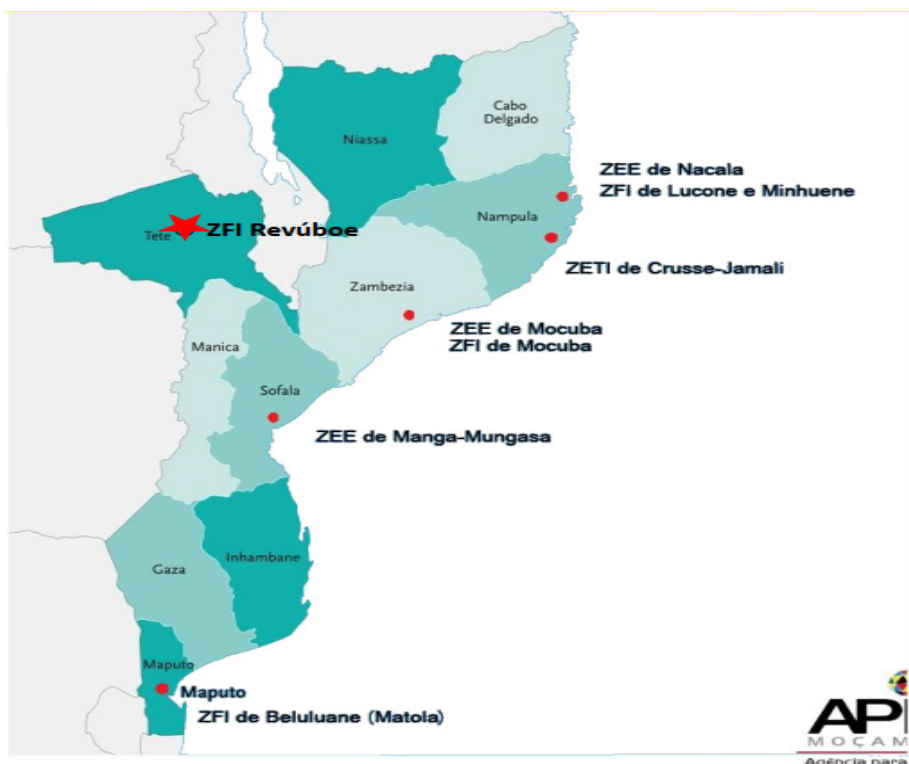 Cabo
Delgado
Niassa
ZEE de Nacala
ZFI de Lucone e Minhuene
Nampula
Tete
ZFI Revúboe
ZETI de Crusse-Jamali
Zambezia
ZEE de Mocuba
ZFI de Mocuba
Manica
Sofala
ZEE de Manga-Mungasa
Inhambane
Gaza
Maputo
Maputo
ZFI de Beluluane (Matola)
MOÇAM
Agência para